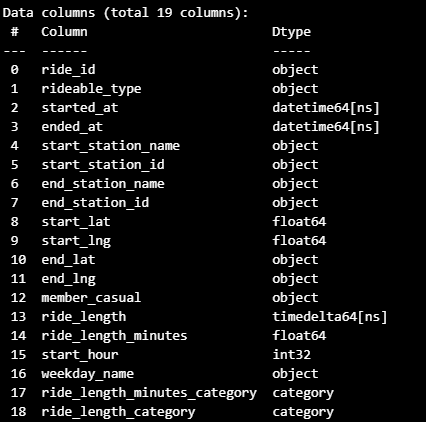 Data columns (total 19 columns):
 #   Column                        Dtype
---  ------                        -----
 0   ride_id                       object
 1   rideable_type                 object
 2   started_at                    datetime64[ns]
 3   ended_at                      datetime64[ns]
 4   start_station_name            object
 5   start_station_id              object
 6   end_station_name              object
 7   end_station_id                object
 8   start_lat                     float64
 9   start_lng                     float64
 10  end_lat                       object
 11  end_lng                       object
 12  member_casual                 object
 13  ride_length                   timedelta64[ns]
 14  ride_length_minutes           float64
 15  start_hour                    int32
 16  weekday_name                  object
 17  ride_length_minutes_category  category
 18  ride_length_category          category